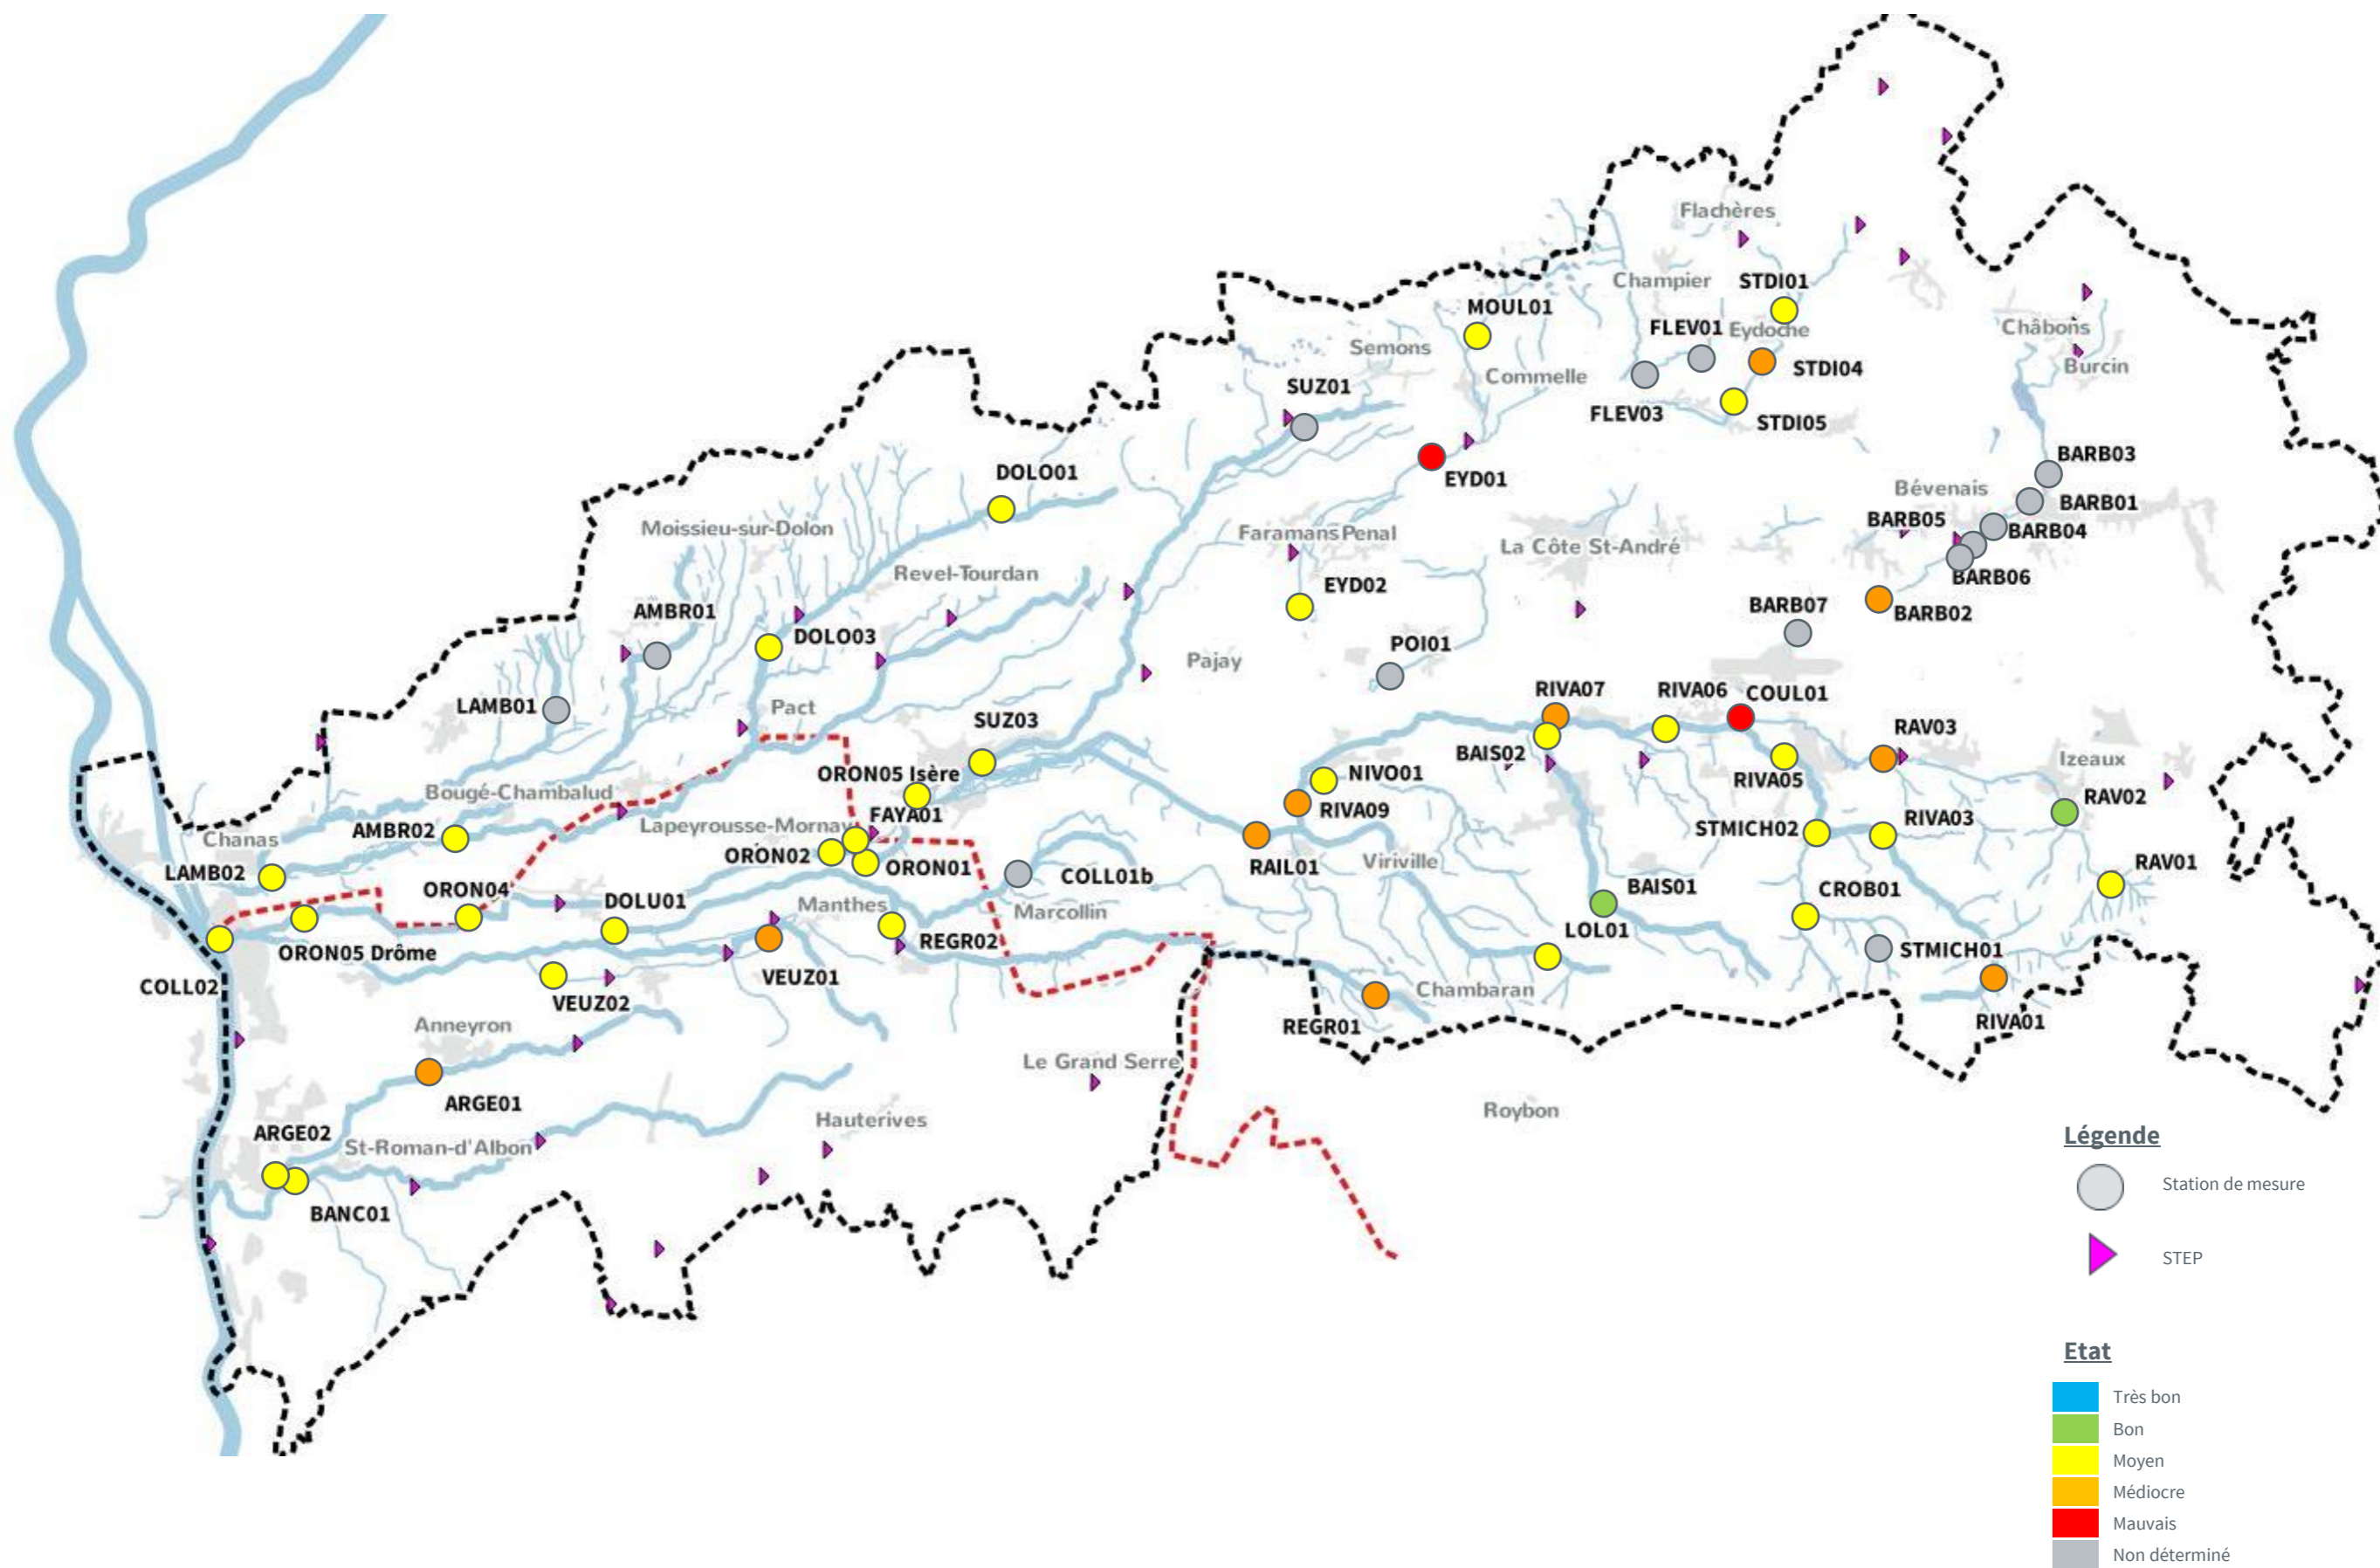 Flachères
Champier
STDI01
MOUL01
FLEV01
Eydoche
Châbons
Semons
Burcin
STDI04
Commelle
SUZ01
FLEV03
STDI05
BARB03
DOLO01
EYD01
Bévenais
BARB01
BARB05
BARB04
Moissieu-sur-Dolon
Faramans
Penal
La Côte St-André
Revel-Tourdan
BARB06
EYD02
AMBR01
BARB07
BARB02
DOLO03
POI01
Pajay
LAMB01
Pact
RIVA07
RIVA06
COUL01
SUZ03
RAV03
BAIS02
Izeaux
ORON05 Isère
NIVO01
RIVA05
Bougé-Chambalud
RAV02
RIVA09
FAYA01
RIVA03
Lapeyrousse-Mornay
AMBR02
STMICH02
Chanas
ORON02
Viriville
RAV01
LAMB02
ORON01
RAIL01
COLL01b
ORON04
BAIS01
CROB01
DOLU01
Manthes
Marcollin
LOL01
REGR02
STMICH01
ORON05 Drôme
VEUZ01
COLL02
Chambaran
VEUZ02
RIVA01
Anneyron
REGR01
Le Grand Serre
ARGE01
Roybon
Hauterives
ARGE02
St-Roman-d'Albon
BANC01
Légende
Station de mesure
STEP
Etat
Très bon
Bon
Moyen
Médiocre
Mauvais
Non déterminé